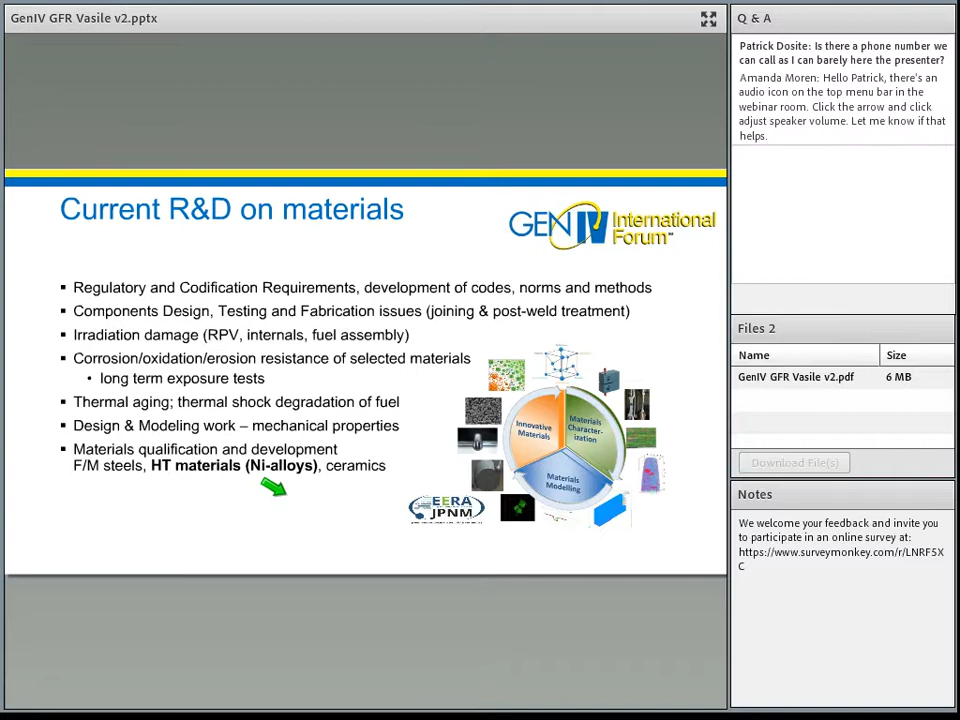 GenIV GFR Vasile v2.pptx
Current R&D on materials
GEN IV International
Forum™
▪ Regulatory and Codification Requirements, development of codes, norms and methods
▪ Components Design, Testing and Fabrication issues (joining & post-weld treatment)
▪ Irradiation damage (RPV, internals, fuel assembly)
▪ Corrosion/oxidation/erosion resistance of selected materials
• long term exposure tests
▪ Thermal aging; thermal shock degradation of fuel
▪ Design & Modeling work – mechanical properties
▪ Materials qualification and development
F/M steels, HT materials (Ni-alloys), ceramics
Innovative
Materials
Materials
Character-
ization
Materials
Modelling
EERA
JPNM
Q & A
Patrick Dosite: Is there a phone number we
can call as I can barely here the presenter?
Amanda Moren: Hello Patrick, there's an
audio icon on the top menu bar in the
webinar room. Click the arrow and click
adjust speaker volume. Let me know if that
helps.
Files 2
Name Size
GenIV GFR Vasile v2.pdf 6 MB
Download File(s)
Notes
We welcome your feedback and invite you
to participate in an online survey at:
https://www.surveymonkey.com/r/LNRF5X
C